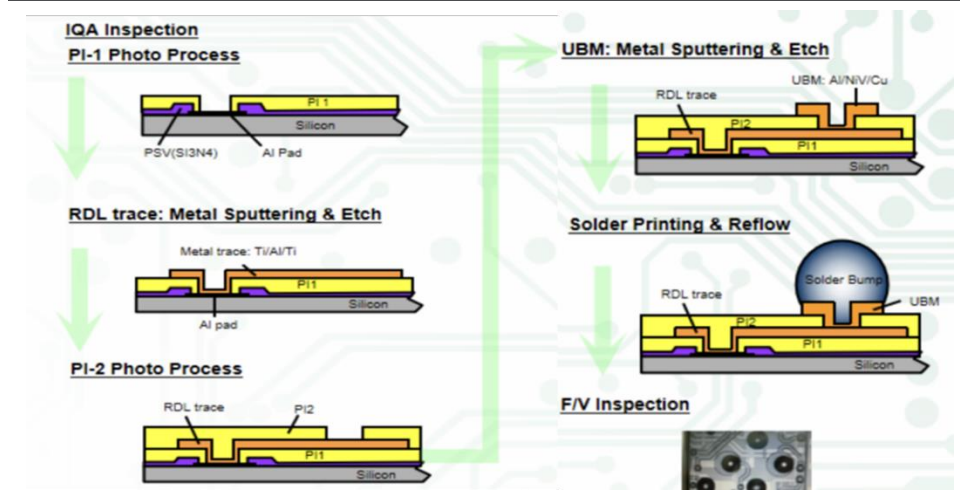 IQA Inspection
PI-1 Photo Process
PI 1
Silicon
PSV(SI3N4)
Al Pad
RDL trace: Metal Sputtering & Etch
Metal trace: Ti/Al/Ti
PI1
Silicon
Al pad
PI-2 Photo Process
RDL trace
PI2
PI1
Silicon
UBM: Metal Sputtering & Etch
UBM: Al/NiV/Cu
RDL trace
PI2
PI1
Silicon
Solder Printing & Reflow
Solder Bump
RDL trace
UBM
PI2
PI1
Silicon
F/V Inspection